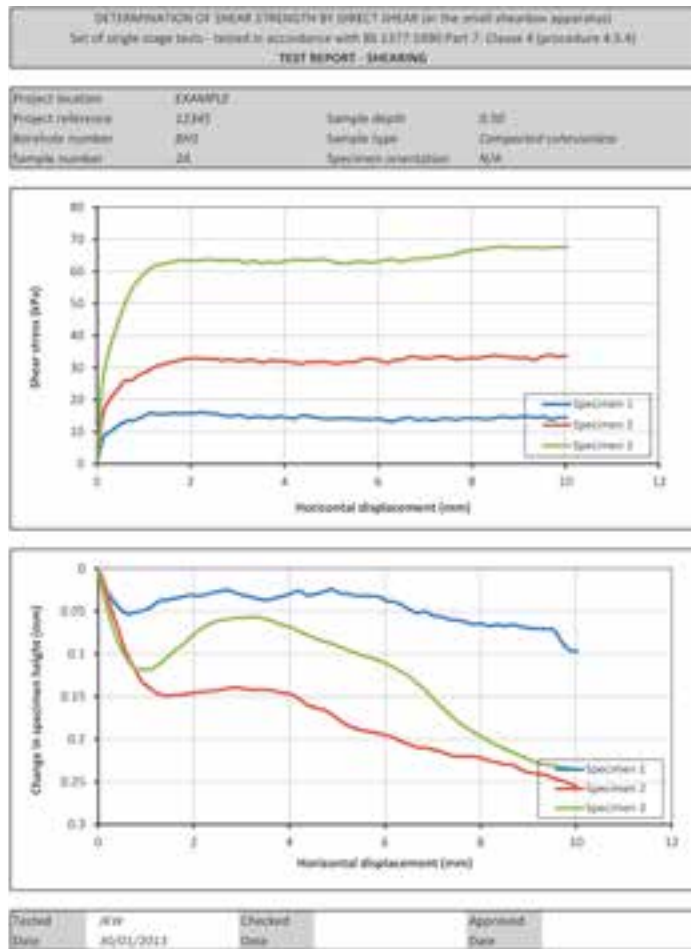 DETERMINATION OF SHEAR STRENGTH BY DIRECT SHEAR (in the small shearbox apparatus)
Set of single stage tests - tested in accordance with BS 1377:1990 Part 7: Clause 4 (procedure 4.5.4)
TEST REPORT - SHEARING
Project location EXAMPLE
Project reference 12345 Sample depth 0.50
Borehole number BH1 Sample type Compacted cohesionless
Sample number 2A Specimen orientation N/A
80
70
60
50
40
30
20
10
0
Shear stress (kPa)
Specimen 1
Specimen 2
Specimen 3
0 2 4 6 8 10 12
Horizontal displacement (mm)
0
0.05
0.1
0.15
0.2
0.25
0.3
Change in specimen height (mm)
Specimen 1
Specimen 2
Specimen 3
0 2 4 6 8 10 12
Horizontal displacement (mm)
Tested JEW Checked Approved
Date 30/01/2013 Date Date